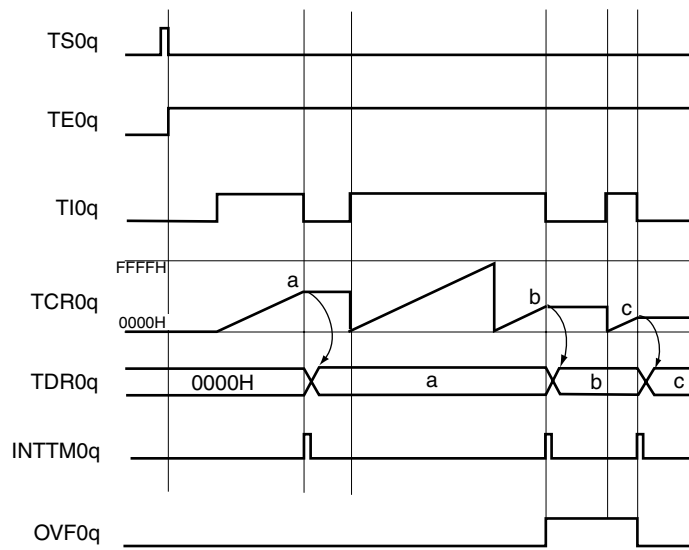 TS0q
TE0q
TI0q
FFFFH
a
b
c
TCR0q
0000H
TDR0q
0000H
a
b
c
INTTM0q
OVF0q